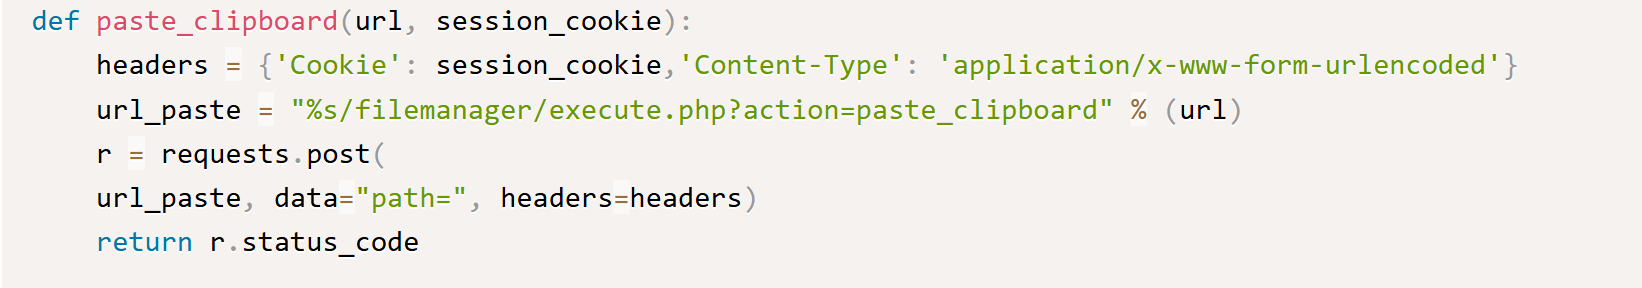 def paste_clipboard(url, session_cookie):
    headers = {'Cookie': session_cookie,'Content-Type': 'application/x-www-form-urlencoded'}
    url_paste = "%s/filemanager/execute.php?action=paste_clipboard" % (url)
    r = requests.post(
    url_paste, data="path=", headers=headers)
    return r.status_code